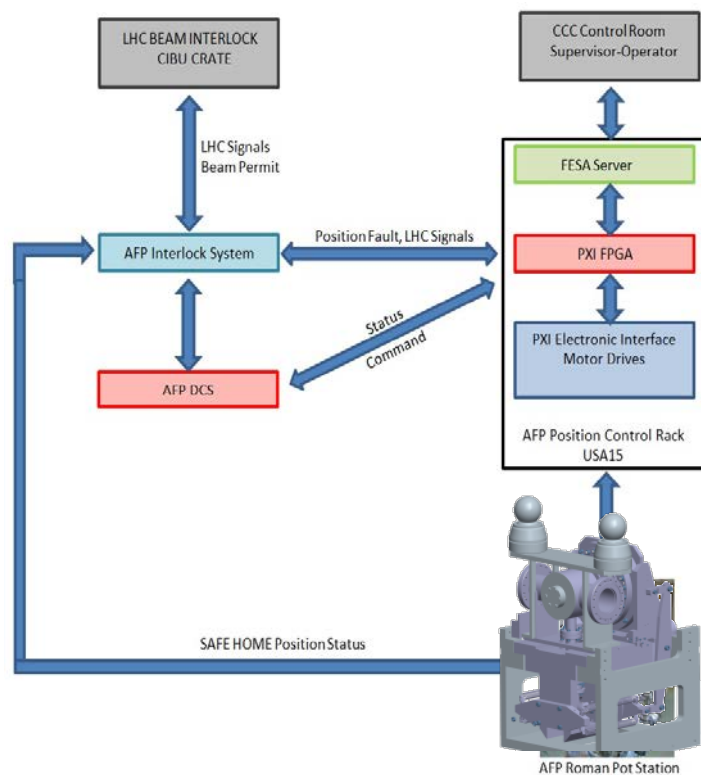 LHC BEAM INTERLOCK
CIBU CRATE
CCC Control Room
Supervisor-Operator
LHC Signals
Beam Permit
FESA Server
AFP Interlock System
Position Fault, LHC Signals
PXI FPGA
Status
Command
PXI Electronic Interface
Motor Drives
AFP DCS
AFP Position Control Rack
USA15
SAFE HOME Position Status
AFP Roman Pot Station